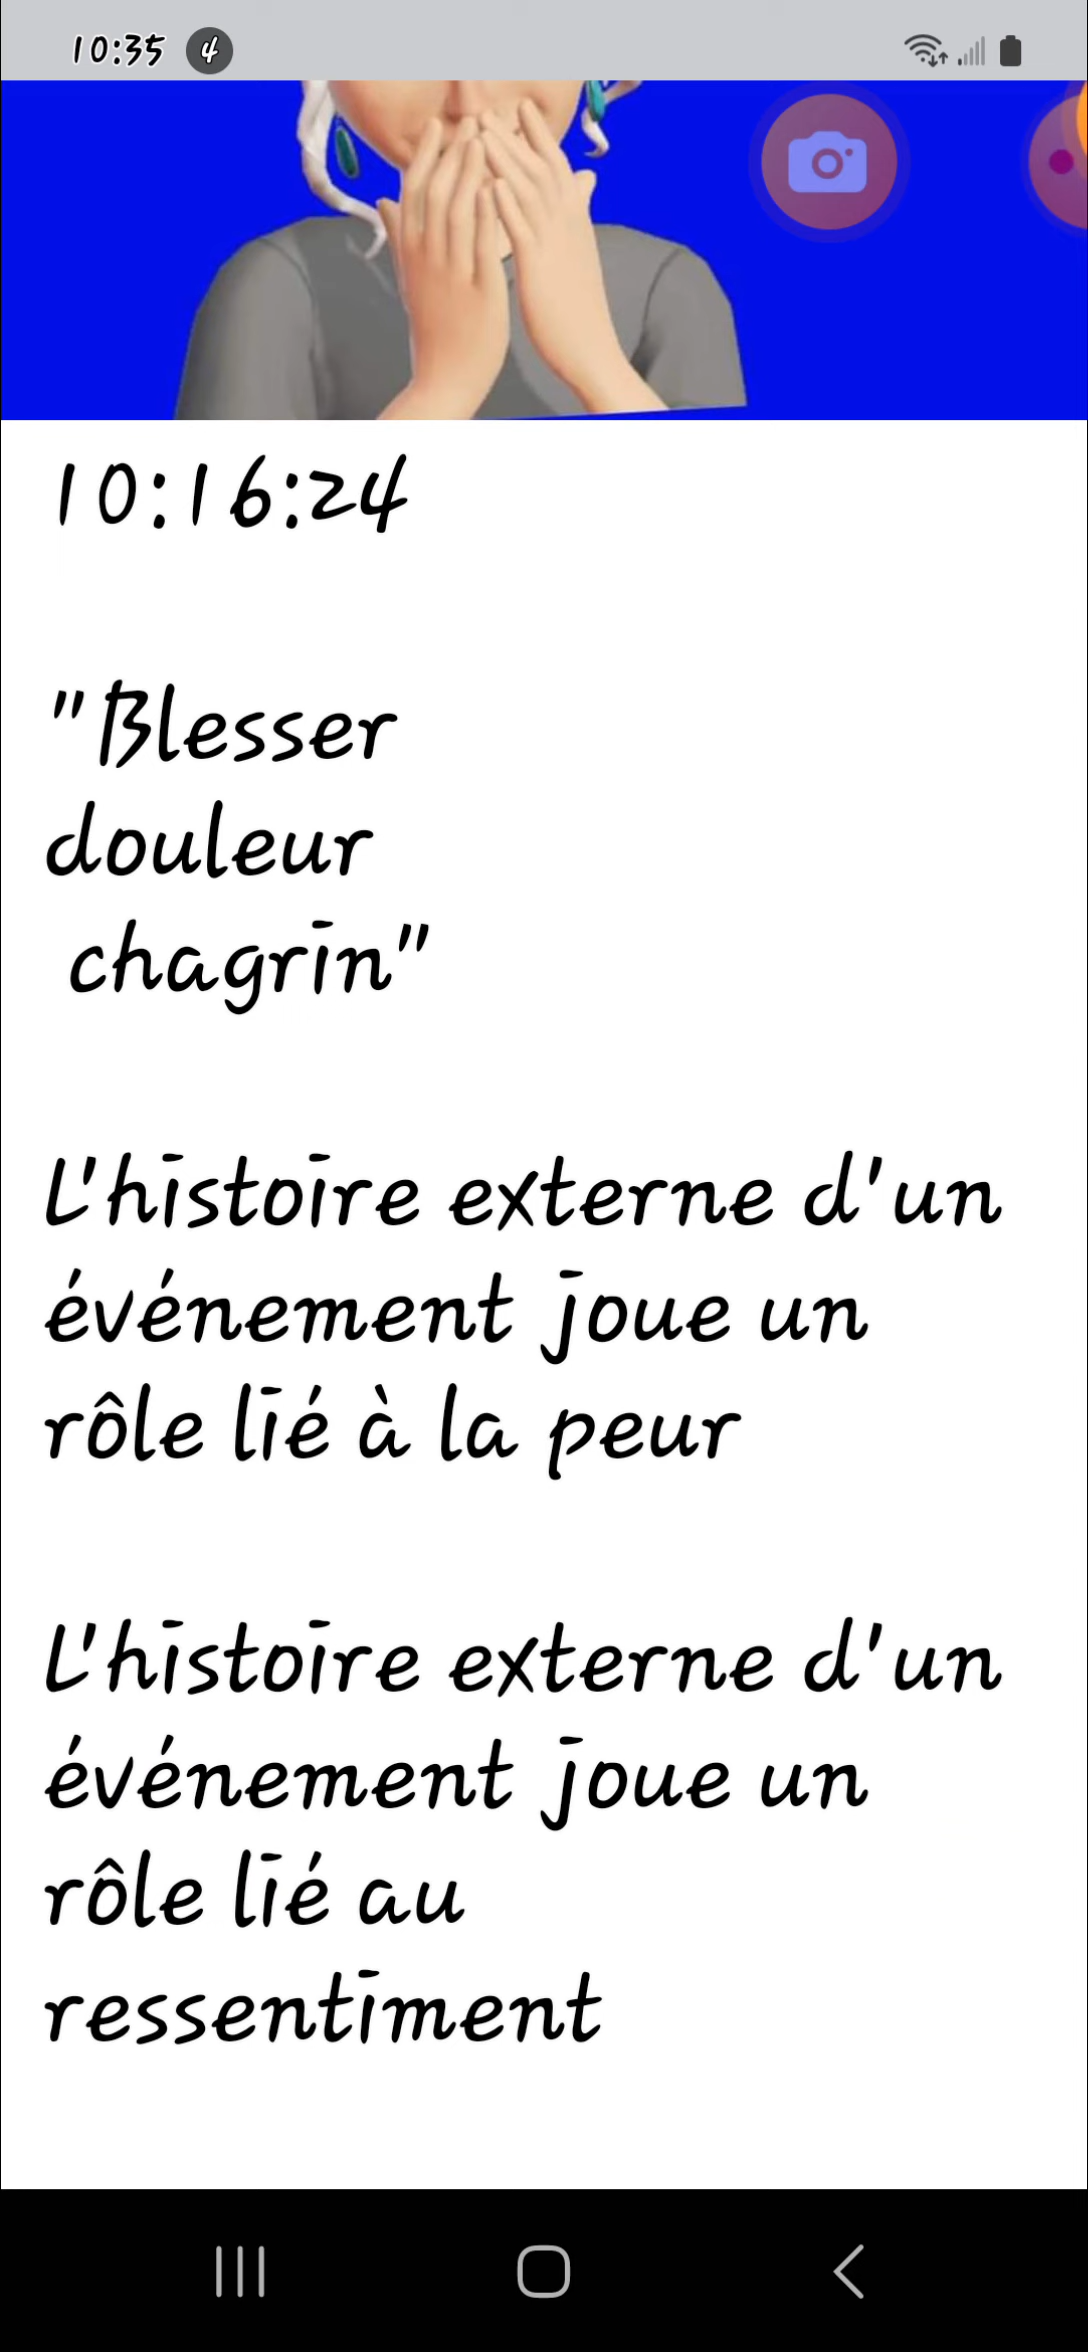 10:35 4
10:16:24
"Blesser
douleur
chagrin"
L'histoire externe d'un
événement joue un
rôle lié à la peur
L'histoire externe d'un
événement joue un
rôle lié au
ressentiment